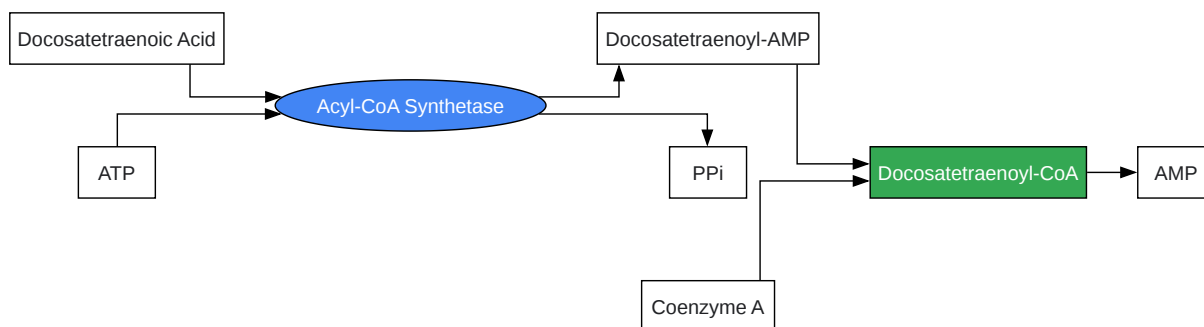 Docosatetraenoic Acid
Docosatetraenoyl-AMP
Acyl-CoA Synthetase
ATP
PPi
Docosatetraenoyl-CoA
AMP
Coenzyme A